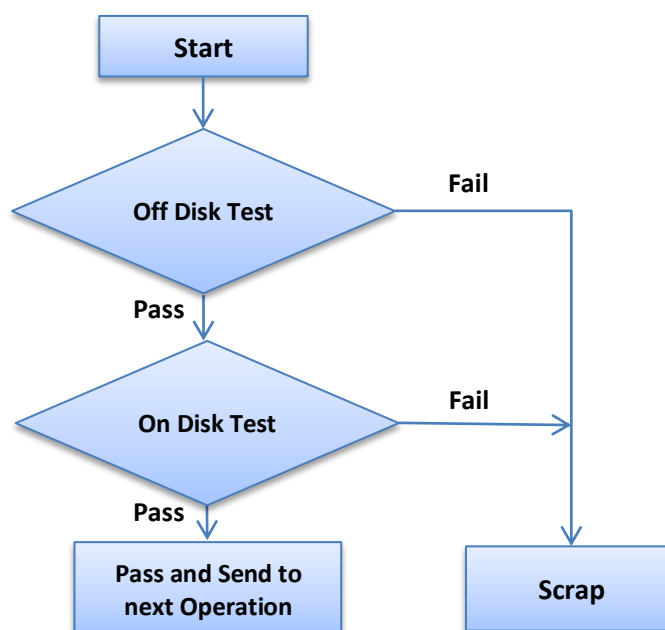 Start
Off Disk Test
Fail
Pass
On Disk Test
Fail
Pass
Pass and Send to
next Operation
Scrap